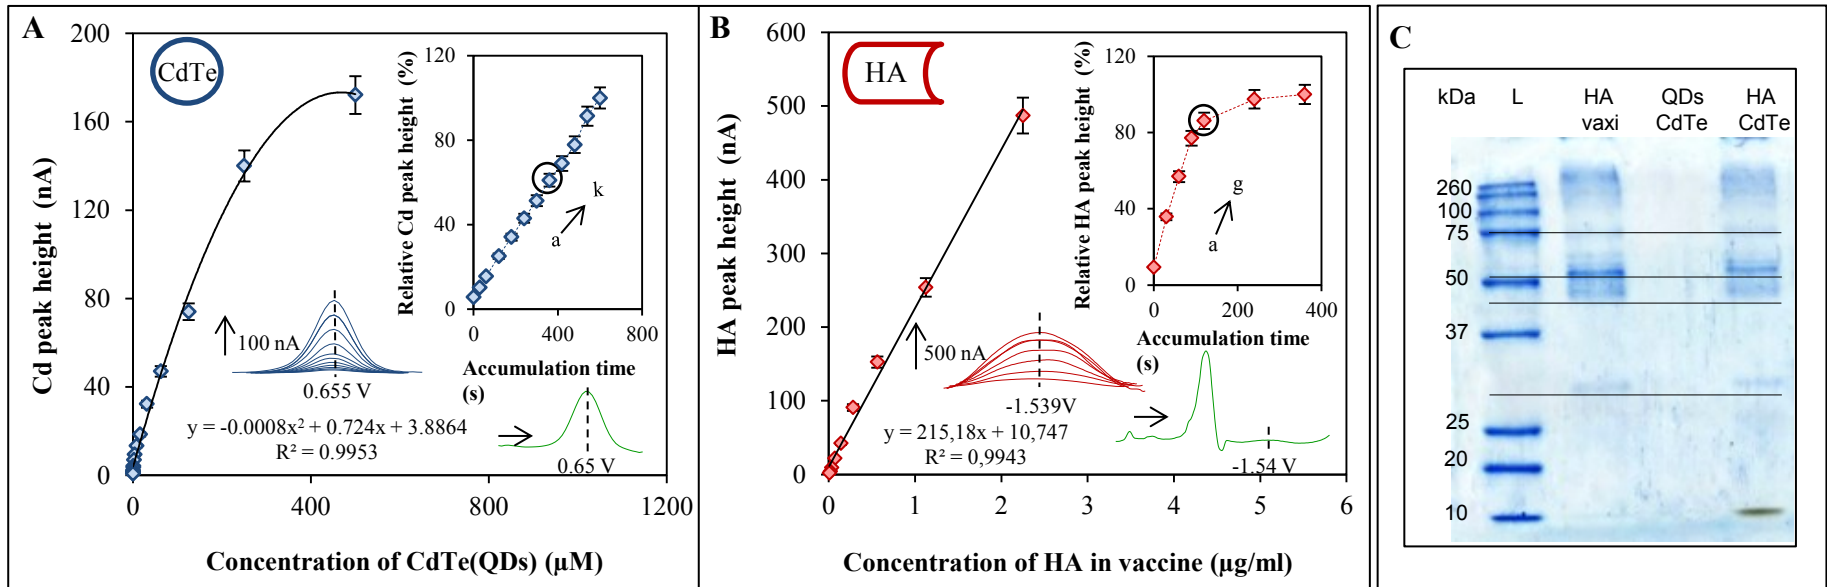 A
200
160
120
80
40
0
Cd peak height (nA)
CdTe
0
400
800
1200
Concentration of CdTe(QDs) (µM)
100 nA
0.655 V
y = -0.0008x² + 0.724x + 3.8864
R² = 0.9953
Relative Cd peak height (%)
120
80
40
0
0
400
800
Accumulation time
(s)
a
k
0.65 V
B
600
500
400
300
200
100
0
HA peak height (nA)
HA
0
1
2
3
4
5
6
Concentration of HA in vaccine (µg/ml)
500 nA
-1.539V
y = 215,18x + 10,747
R² = 0,9943
Relative HA peak height (%)
120
80
40
0
0
200
400
Accumulation time
(s)
a
g
-1.54 V
C
kDa L HA QDs HA
vaxi CdTe CdTe
260
100
75
50
37
25
20
10